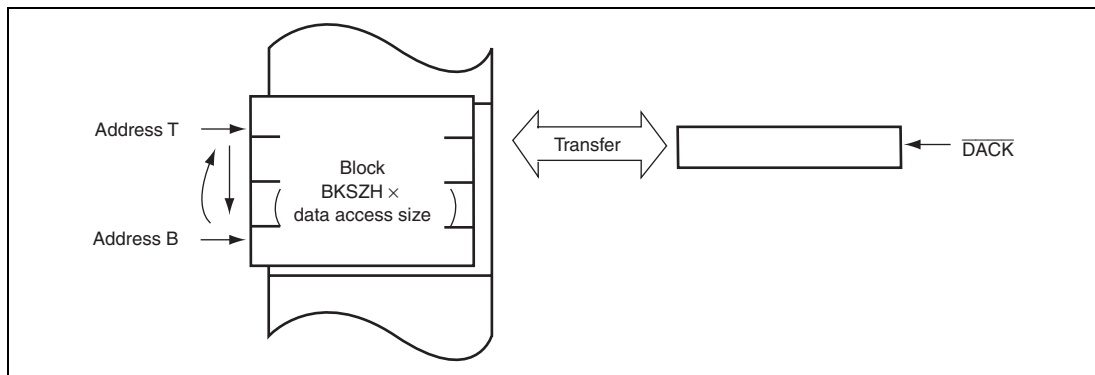 Address T
Block
BKSZH ×
data access size
Address B
Transfer
DACK